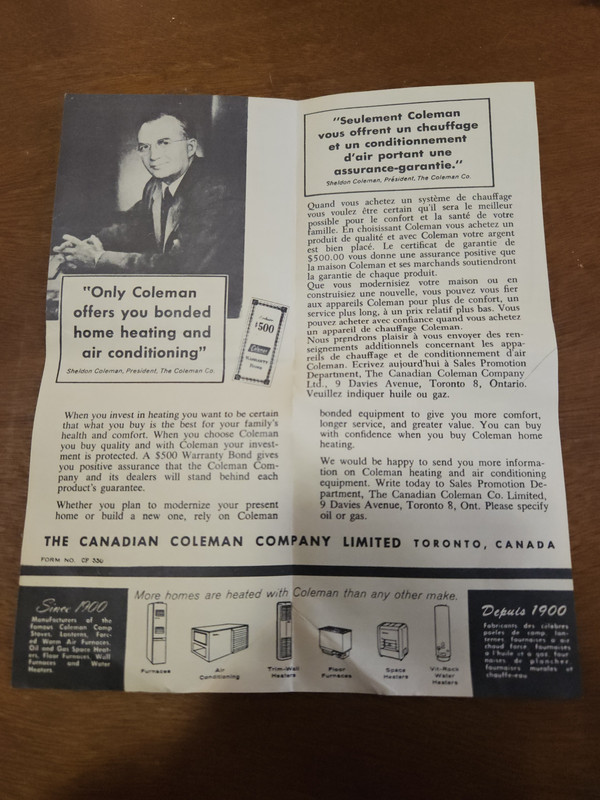 "Seulement Coleman
vous offrent un chauffage
et un conditionnement
d'air portant une
assurance-garantie."
Sheldon Coleman, Président, The Coleman Co.
Quand vous achetez un système de chauffage
vous voulez être certain qu'il sera le meilleur
possible pour le confort et la santé de votre
famille. En choisissant Coleman vous achetez un
produit de qualité et avec Coleman votre argent
est bien placé. Le certificat de garantie de
$500.00 vous donne une assurance positive que
la maison Coleman et ses marchands soutiendront
la garantie de chaque produit.
Que vous modernisiez votre maison ou en
construisiez une nouvelle, vous pouvez vous fier
aux appareils Coleman pour plus de confort, un
service plus long, à un prix relatif plus bas. Vous
pouvez acheter avec confiance quand vous achetez
un appareil de chauffage Coleman.
Nous prendrons plaisir à vous envoyer des ren-
seignements additionnels concernant les appa-
reils de chauffage et de conditionnement d'air
Coleman. Ecrivez aujourd'hui à Sales Promotion
Department, The Canadian Coleman Company
Ltd., 9 Davies Avenue, Toronto 8, Ontario.
Veuillez indiquer huile ou gaz.
"Only Coleman
offers you bonded
home heating and
air conditioning"
Sheldon Coleman, President, The Coleman Co.
$500
Coleman
Warranty
Bond
When you invest in heating you want to be certain
that what you buy is the best for your family's
health and comfort. When you choose Coleman
you buy quality and with Coleman your invest-
ment is protected. A $500 Warranty Bond gives
you positive assurance that the Coleman Com-
pany and its dealers will stand behind each
product's guarantee.
Whether you plan to modernize your present
home or build a new one, rely on Coleman
bonded equipment to give you more comfort,
longer service, and greater value. You can buy
with confidence when you buy Coleman home
heating.
We would be happy to send you more informa-
tion on Coleman heating and air conditioning
equipment. Write today to Sales Promotion De-
partment, The Canadian Coleman Co. Limited,
9 Davies Avenue, Toronto 8, Ont. Please specify
oil or gas.
THE CANADIAN COLEMAN COMPANY LIMITED TORONTO, CANADA
FORM NO. CF 556
More homes are heated with Coleman than any other make.
Since 1900
Manufacturers of the
famous Coleman Camp
Stoves, Lanterns, Forc-
ed Warm Air Furnaces,
Oil and Gas Space Heat-
ers, Floor Furnaces, Wall
Furnaces and Water
Heaters.
Furnaces
Air
Conditioning
Trim-Wall
Heaters
Floor
Furnaces
Space
Heaters
Vit-Rock
Water
Heaters
Depuis 1900
Fabricants des célèbres
poêles de camp, lan-
ternes, fournaises à air
chaud forcé, fournaises
à l'huile et à gaz, four-
naises de plancher,
fournaises murales et
chauffe-eau.